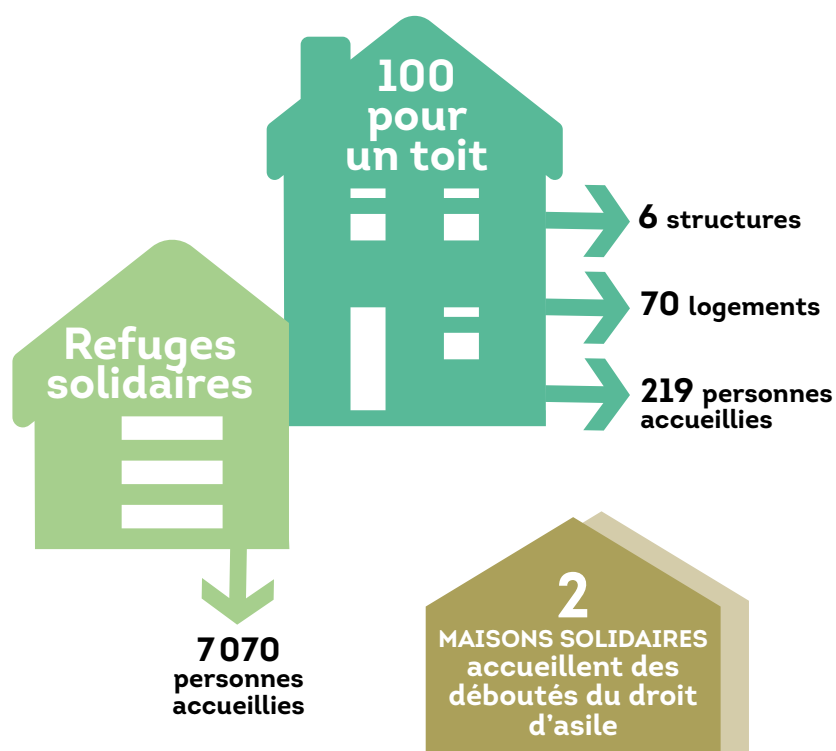 100
pour
un toit
6 structures
70 logements
219 personnes
accueillies
Refuges
solidaires
7 070
personnes
accueillies
2
MAISONS SOLIDAIRES
accueillent des
déboutés du droit
d'asile